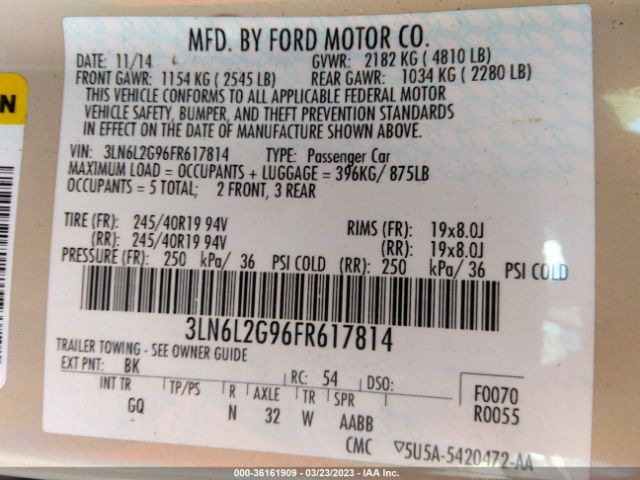 MFD. BY FORD MOTOR CO.
DATE: 11/14 GVWR: 2182 KG ( 4810 LB)
FRONT GAWR: 1154 KG ( 2545 LB) REAR GAWR: 1034 KG ( 2280 LB)
THIS VEHICLE CONFORMS TO ALL APPLICABLE FEDERAL MOTOR
VEHICLE SAFETY, BUMPER, AND THEFT PREVENTION STANDARDS
IN EFFECT ON THE DATE OF MANUFACTURE SHOWN ABOVE.
VIN: 3LN6L2G96FR617814 TYPE: Passenger Car
MAXIMUM LOAD = OCCUPANTS + LUGGAGE = 396KG/ 875LB
OCCUPANTS = 5 TOTAL; 2 FRONT, 3 REAR
TIRE (FR): 245/40R19 94V RIMS (FR): 19x8.0J
(RR): 245/40R19 94V (RR): 19x8.0J
PRESSURE (FR): 250 kPa/ 36 PSI COLD (RR): 250 kPa/ 36 PSI COLD
3LN6L2G96FR617814
TRAILER TOWING - SEE OWNER GUIDE
EXT PNT: BK RC: 54 DSO: F0070
INT TR TP/PS R AXLE TR SPR R0055
GQ N 32 W AABB
CMC ▽5U5A-5420472-AA
000-36161909 - 03/23/2023 - IAA Inc.